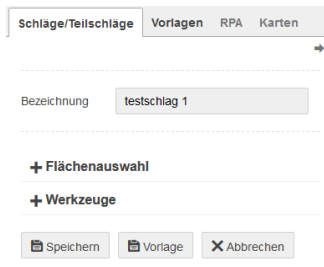 Schläge/Teilschläge Vorlagen RPA Karten
Bezeichnung testschlag 1
Flächenauswahl
Werkzeuge
Speichern Vorlage Abbrechen